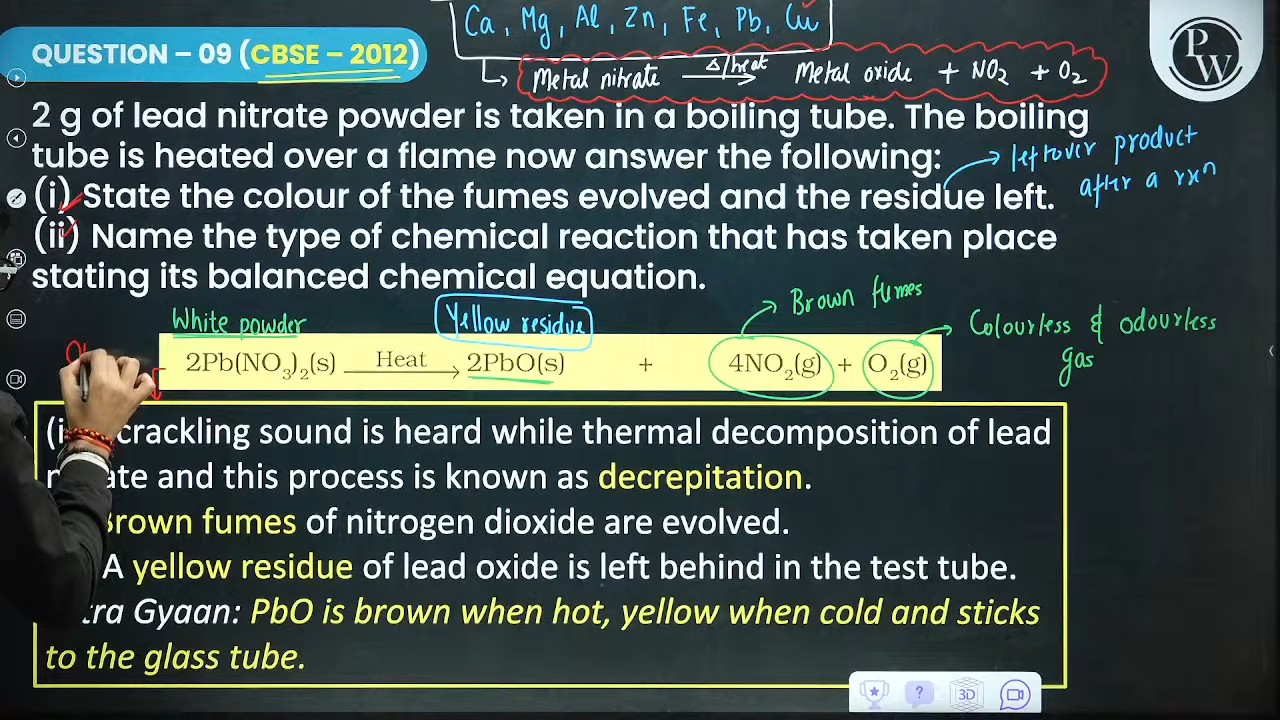 Ca, Mg, Al, Zn, Fe, Pb, Cu
QUESTION – 09 (CBSE – 2012)
Metal nitrate Δ/heat Metal oxide + NO2 + O2
PW
2 g of lead nitrate powder is taken in a boiling tube. The boiling
tube is heated over a flame now answer the following:
leftover product
after a rxn
(i) State the colour of the fumes evolved and the residue left.
(ii) Name the type of chemical reaction that has taken place
stating its balanced chemical equation.
White powder
Yellow residue
Brown fumes
Colourless & odourless
gas
2Pb(NO₃)₂(s) Heat 2PbO(s) + 4NO₂(g) + O₂(g)
crackling sound is heard while thermal decomposition of lead
and this process is known as decrepitation.
Brown fumes of nitrogen dioxide are evolved.
A yellow residue of lead oxide is left behind in the test tube.
Gyaan: PbO is brown when hot, yellow when cold and sticks
to the glass tube.
?
3D